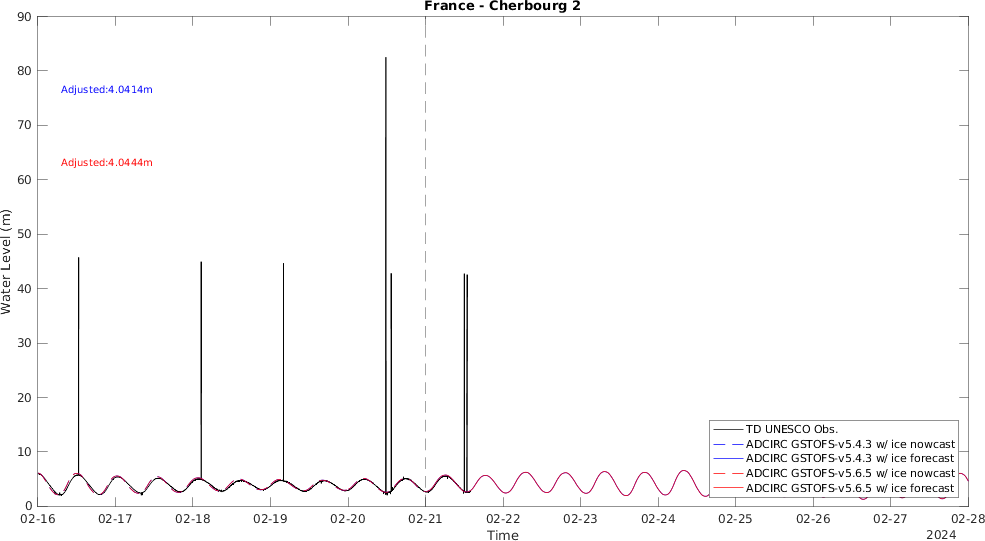 France - Cherbourg 2
90
80
70
60
50
40
30
20
10
0
Water Level (m)
Adjusted:4.0414m
Adjusted:4.0444m
TD UNESCO Obs.
ADCIRC GSTOFS-v5.4.3 w/ ice nowcast
ADCIRC GSTOFS-v5.4.3 w/ ice forecast
ADCIRC GSTOFS-v5.6.5 w/ ice nowcast
ADCIRC GSTOFS-v5.6.5 w/ ice forecast
02-16 02-17 02-18 02-19 02-20 02-21 02-22 02-23 02-24 02-25 02-26 02-27 02-28
Time
2024